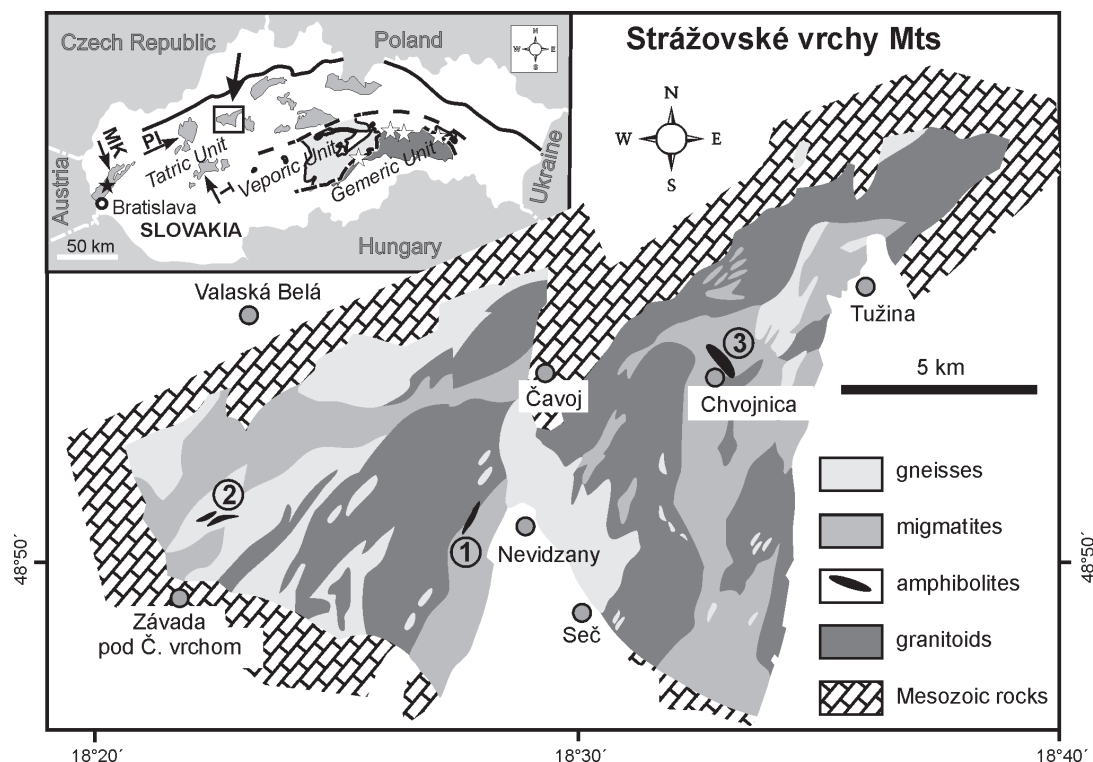 Strážovské vrchy Mts
Czech Republic
Poland
N
W E
S
MK
PI
Tatric Unit
Veporic Unit
Gemeric Unit
Austria
Ukraine
Bratislava
SLOVAKIA
50 km
Hungary
N
W E
S
Valaská Belá
Tužina
5 km
3
Čavoj
Chvojnica
gneisses
2
migmatites
1
Nevidzany
48°50´
48°50´
amphibolites
Závada
pod Č. vrchom
Seč
granitoids
Mesozoic rocks
18°20´
18°30´
18°40´